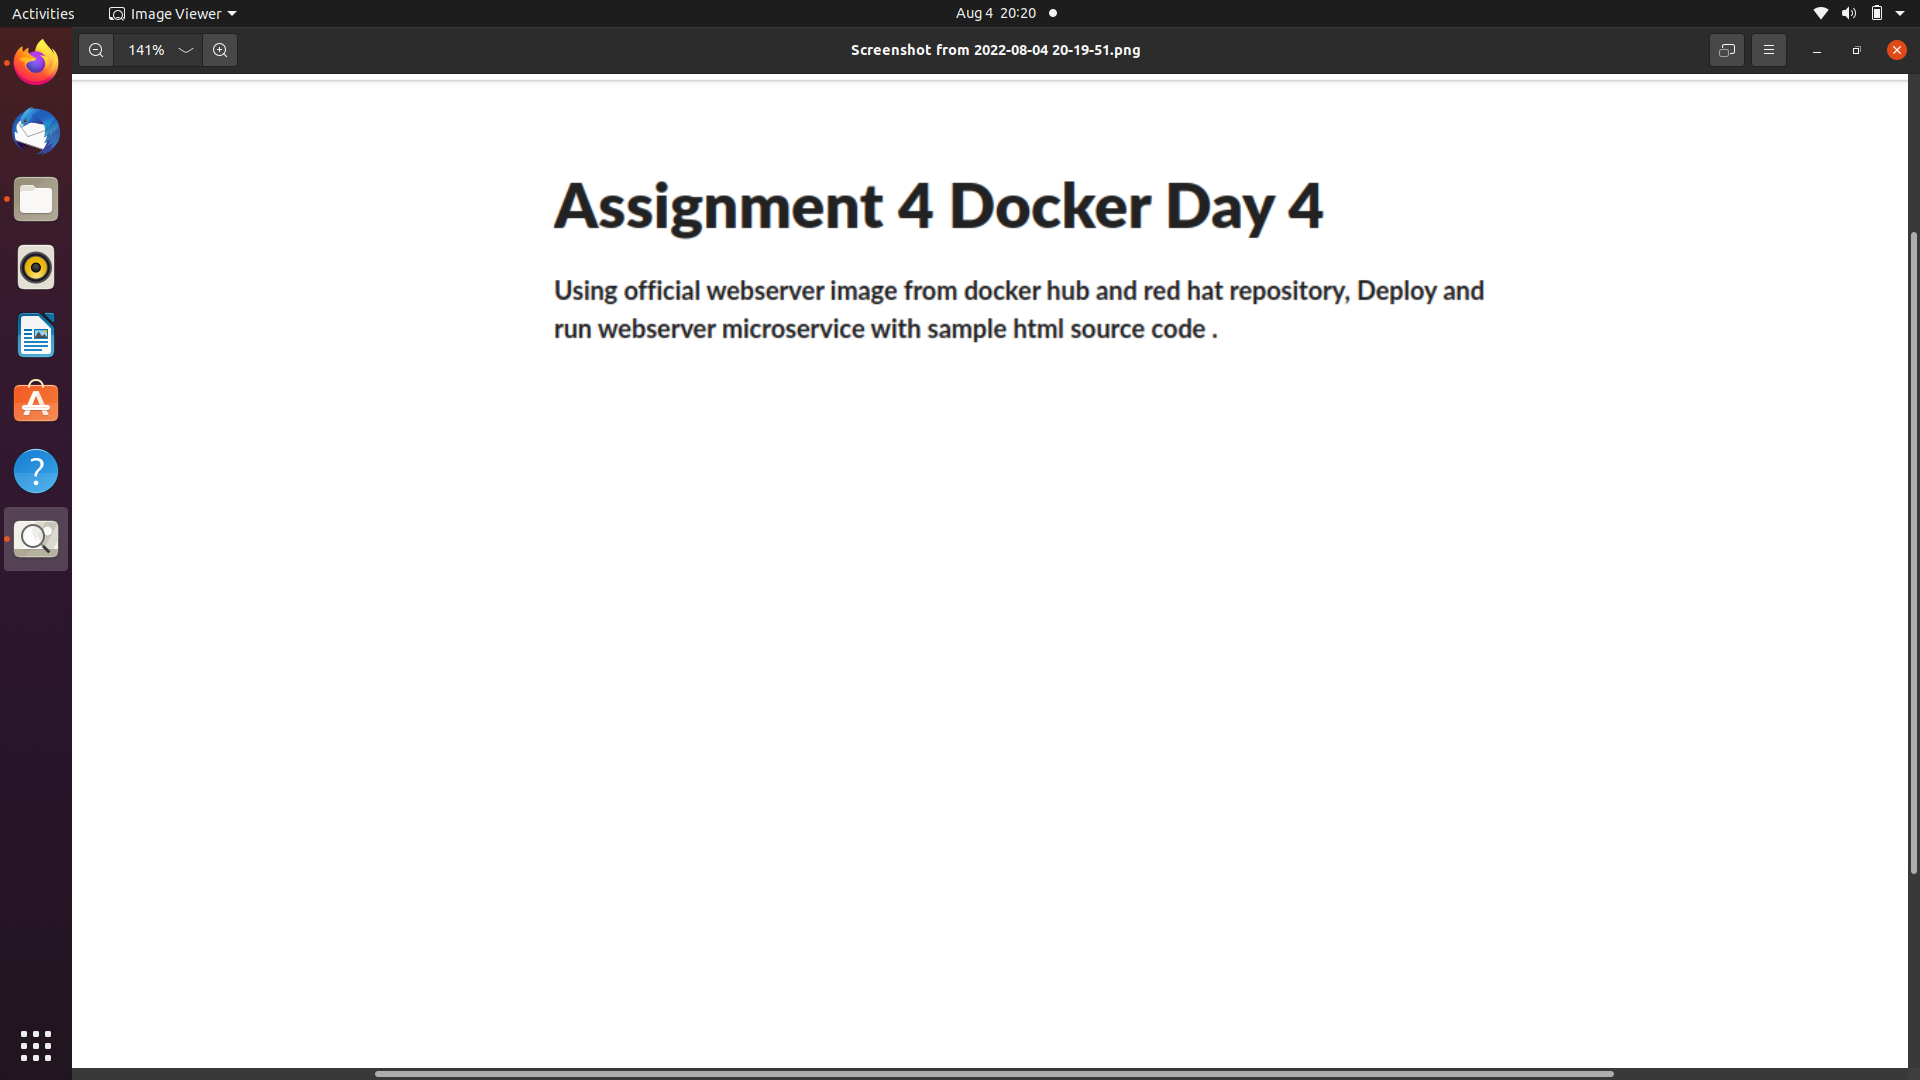 Activities
Image Viewer
Aug 4 20:20
141%
Screenshot from 2022-08-04 20-19-51.png
Assignment 4 Docker Day 4
Using official webserver image from docker hub and red hat repository, Deploy and
run webserver microservice with sample html source code .